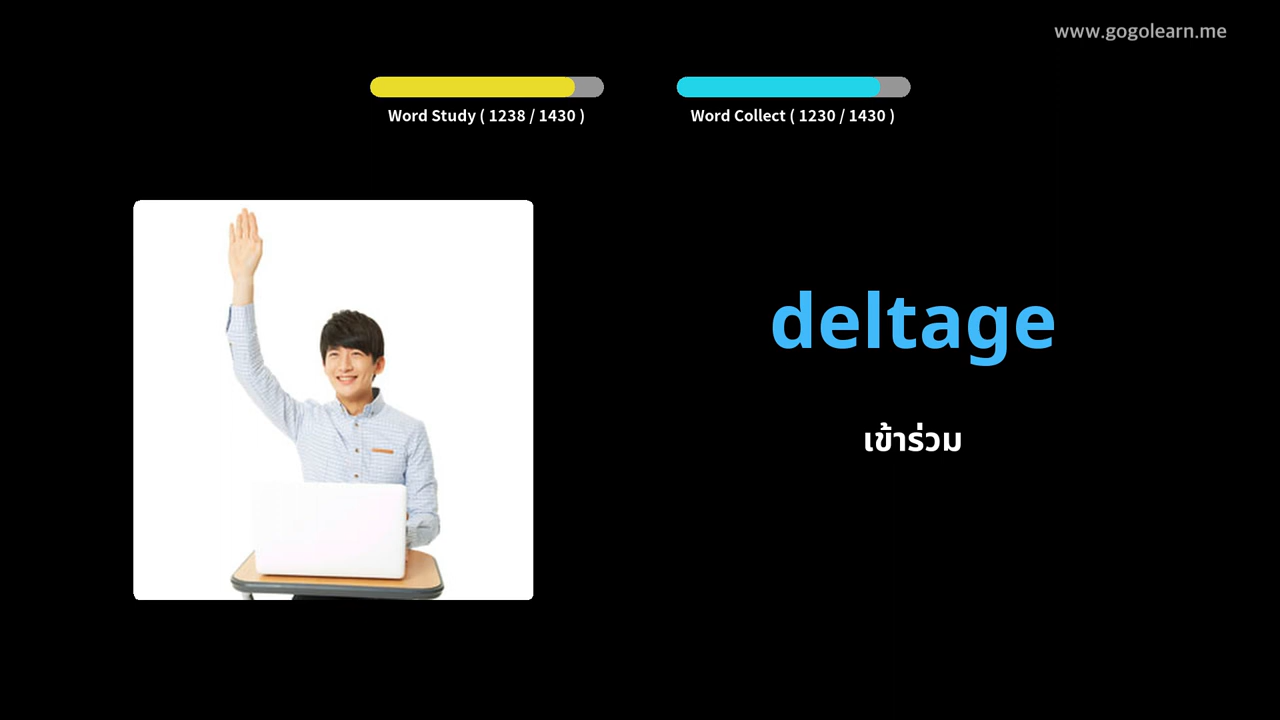 www.gogolearn.me
Word Study ( 1238 / 1430 )
Word Collect ( 1230 / 1430 )
deltage
เข้าร่วม